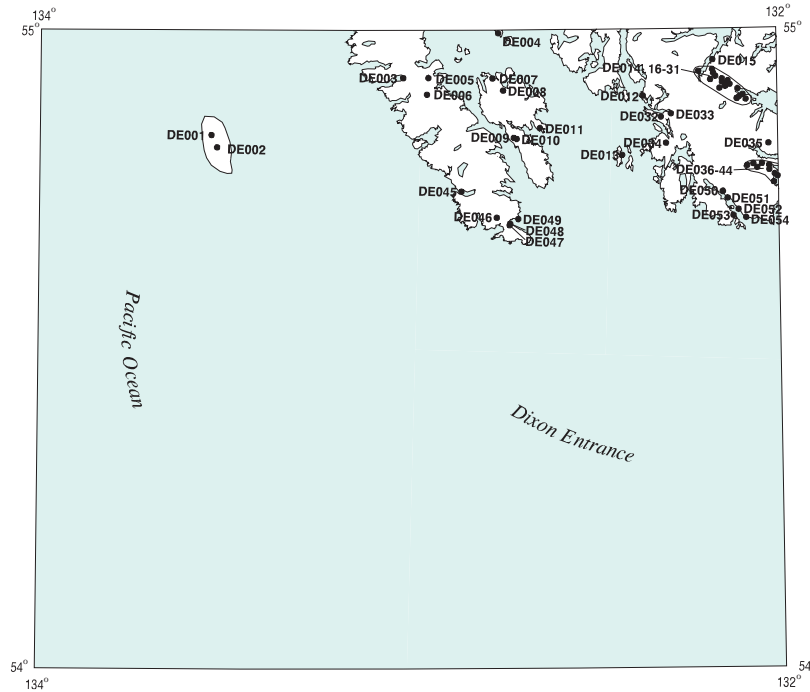 134°
132°
55°
55°
DE004
DE015
DE014, 16-31
DE003
DE005
DE007
DE006
DE008
DE012
DE032
DE033
DE001
DE002
DE011
DE009
DE010
DE034
DE035
DE013
DE036-44
DE045
DE050
DE051
DE052
DE053
DE054
DE046
DE049
DE048
DE047
Pacific Ocean
Dixon Entrance
54°
54
134°
132°